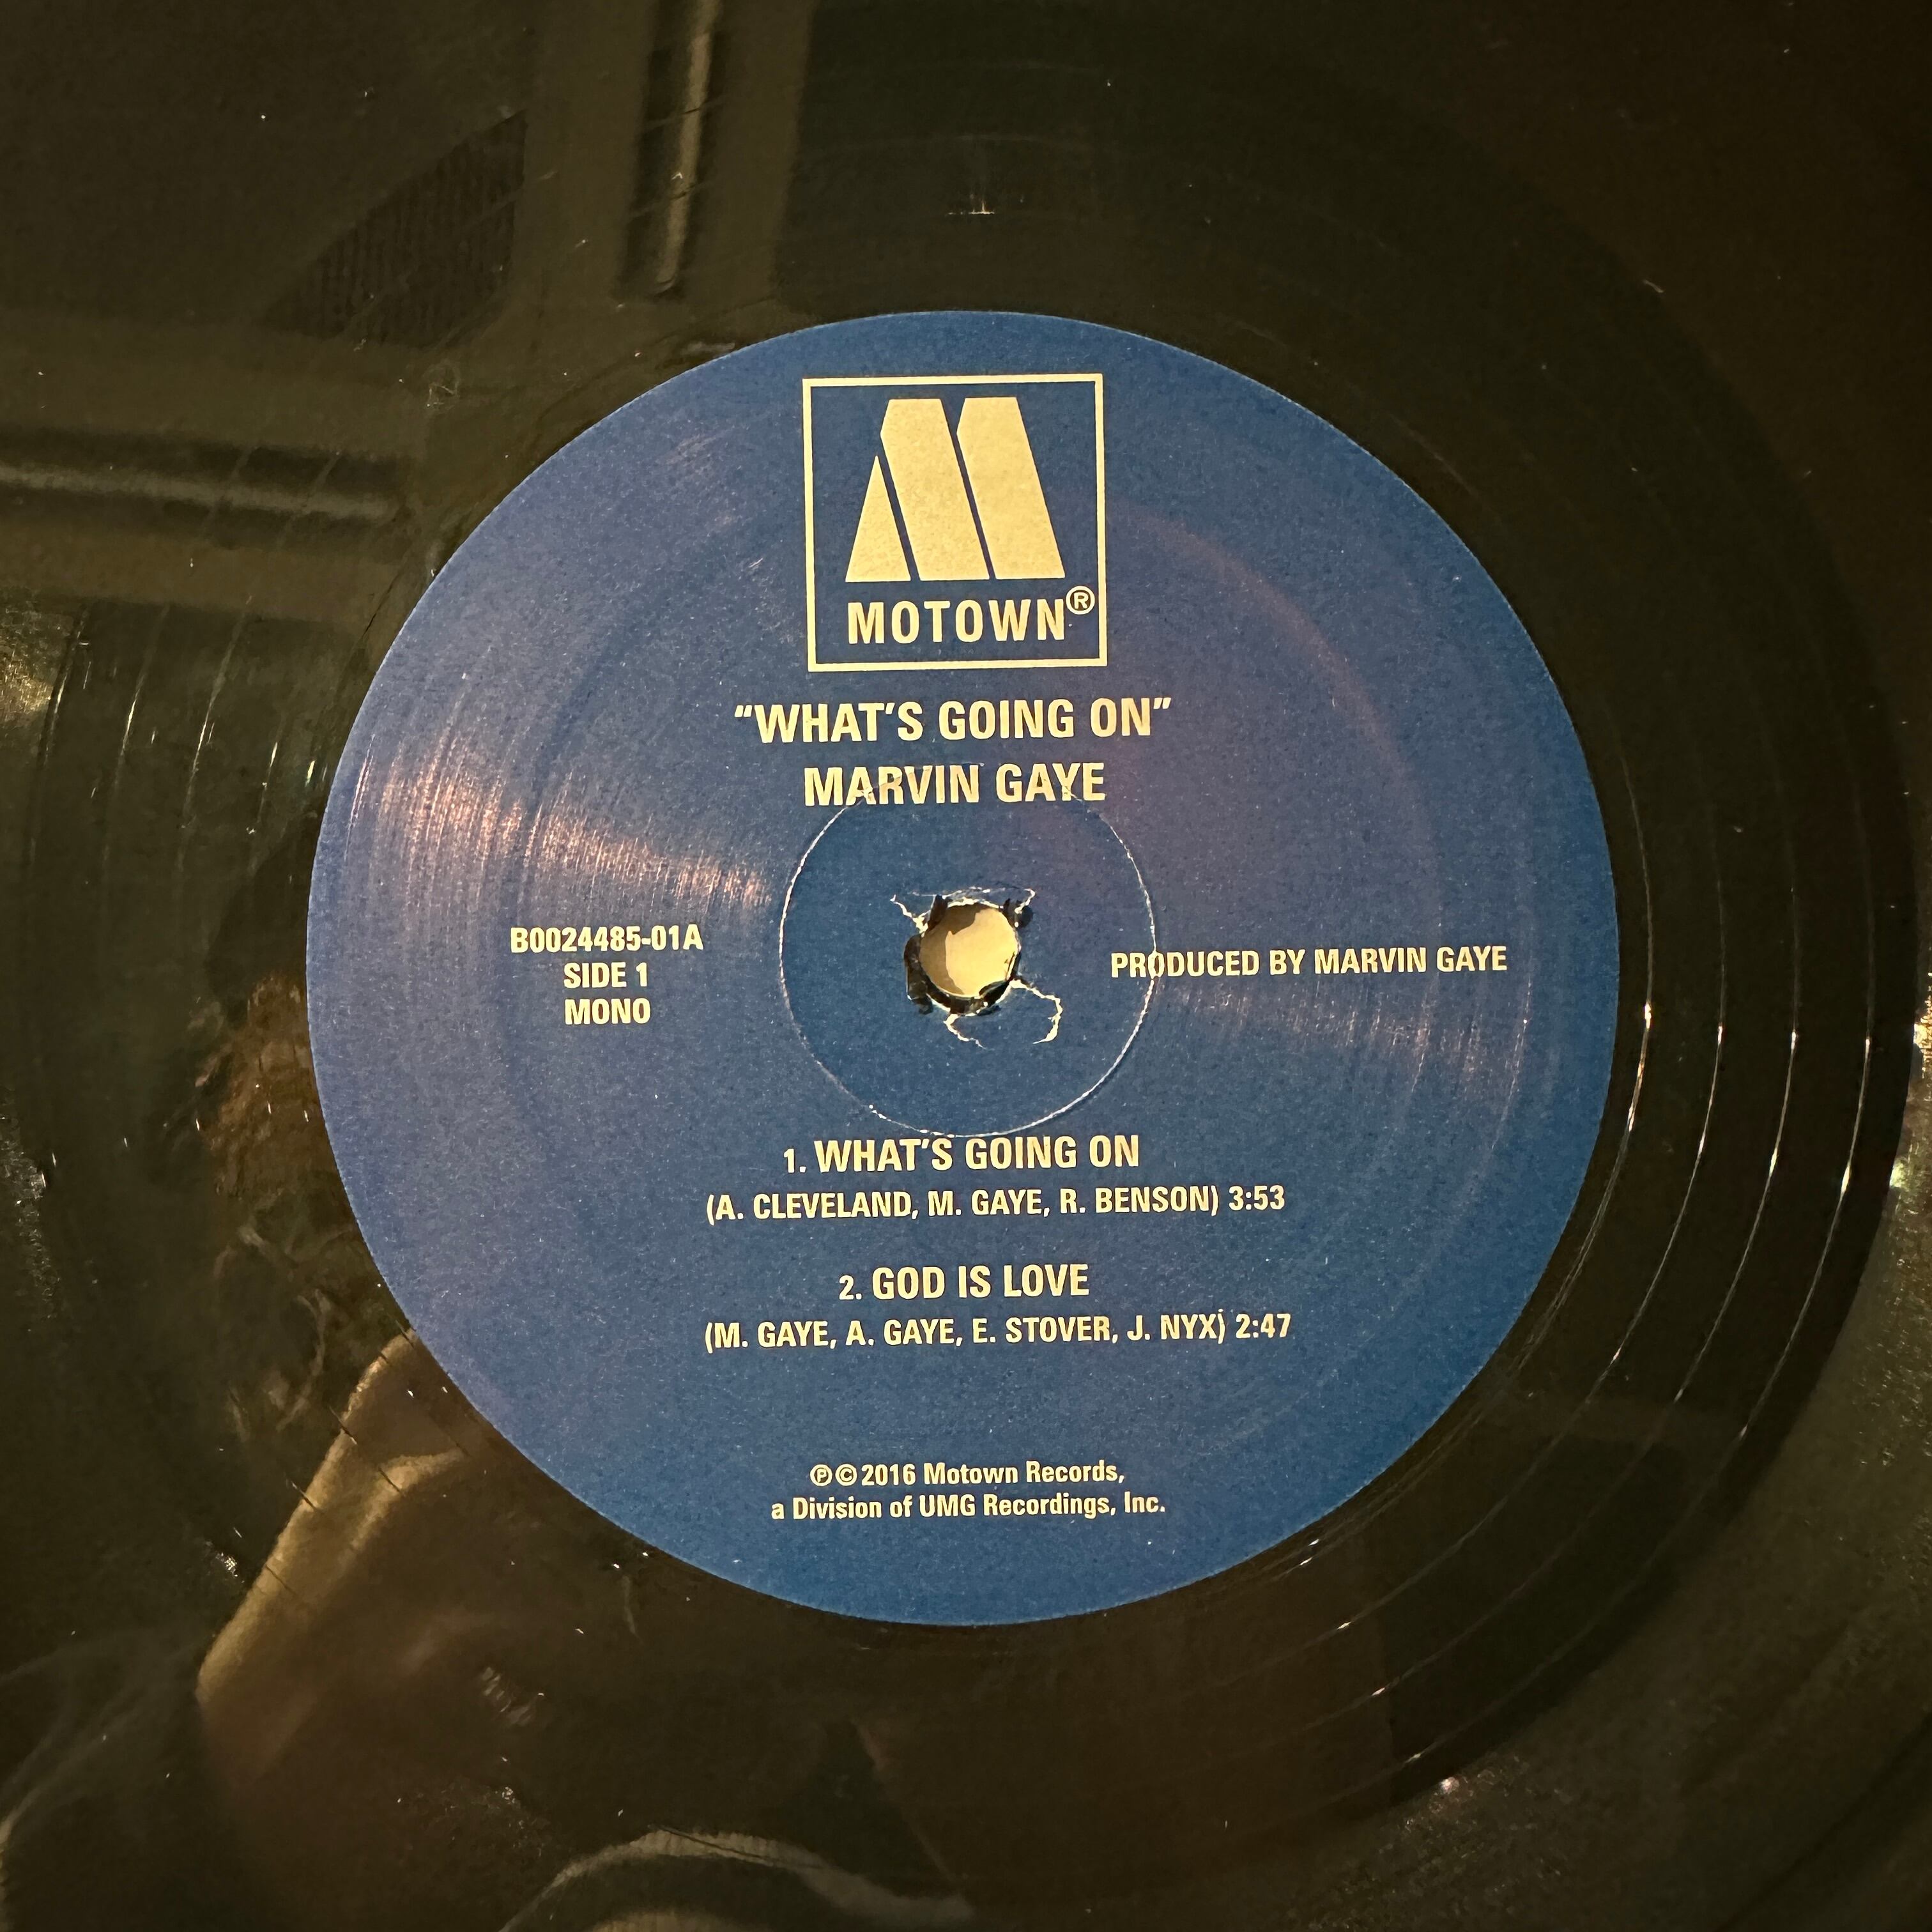 MOTOWN®
“WHAT’S GOING ON”
MARVIN GAYE
B0024485-01A
SIDE 1
MONO
PRODUCED BY MARVIN GAYE
1. WHAT’S GOING ON
(A. CLEVELAND, M. GAYE, R. BENSON) 3:53
2. GOD IS LOVE
(M. GAYE, A. GAYE, E. STOVER, J. NYX) 2:47
℗© 2016 Motown Records,
a Division of UMG Recordings, Inc.